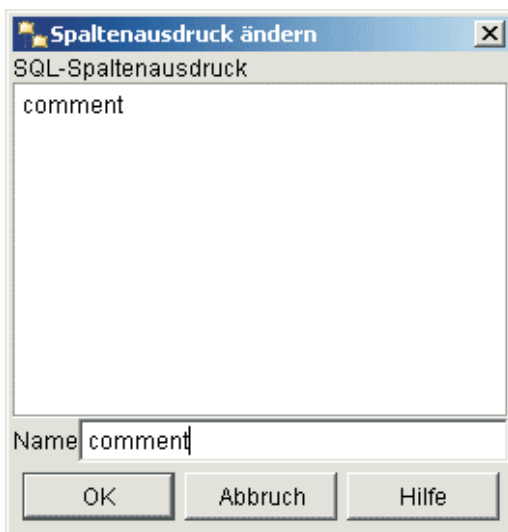 Spaltenausdruck ändern
SQL-Spaltenausdruck
comment
Name comment
OK Abbruch Hilfe